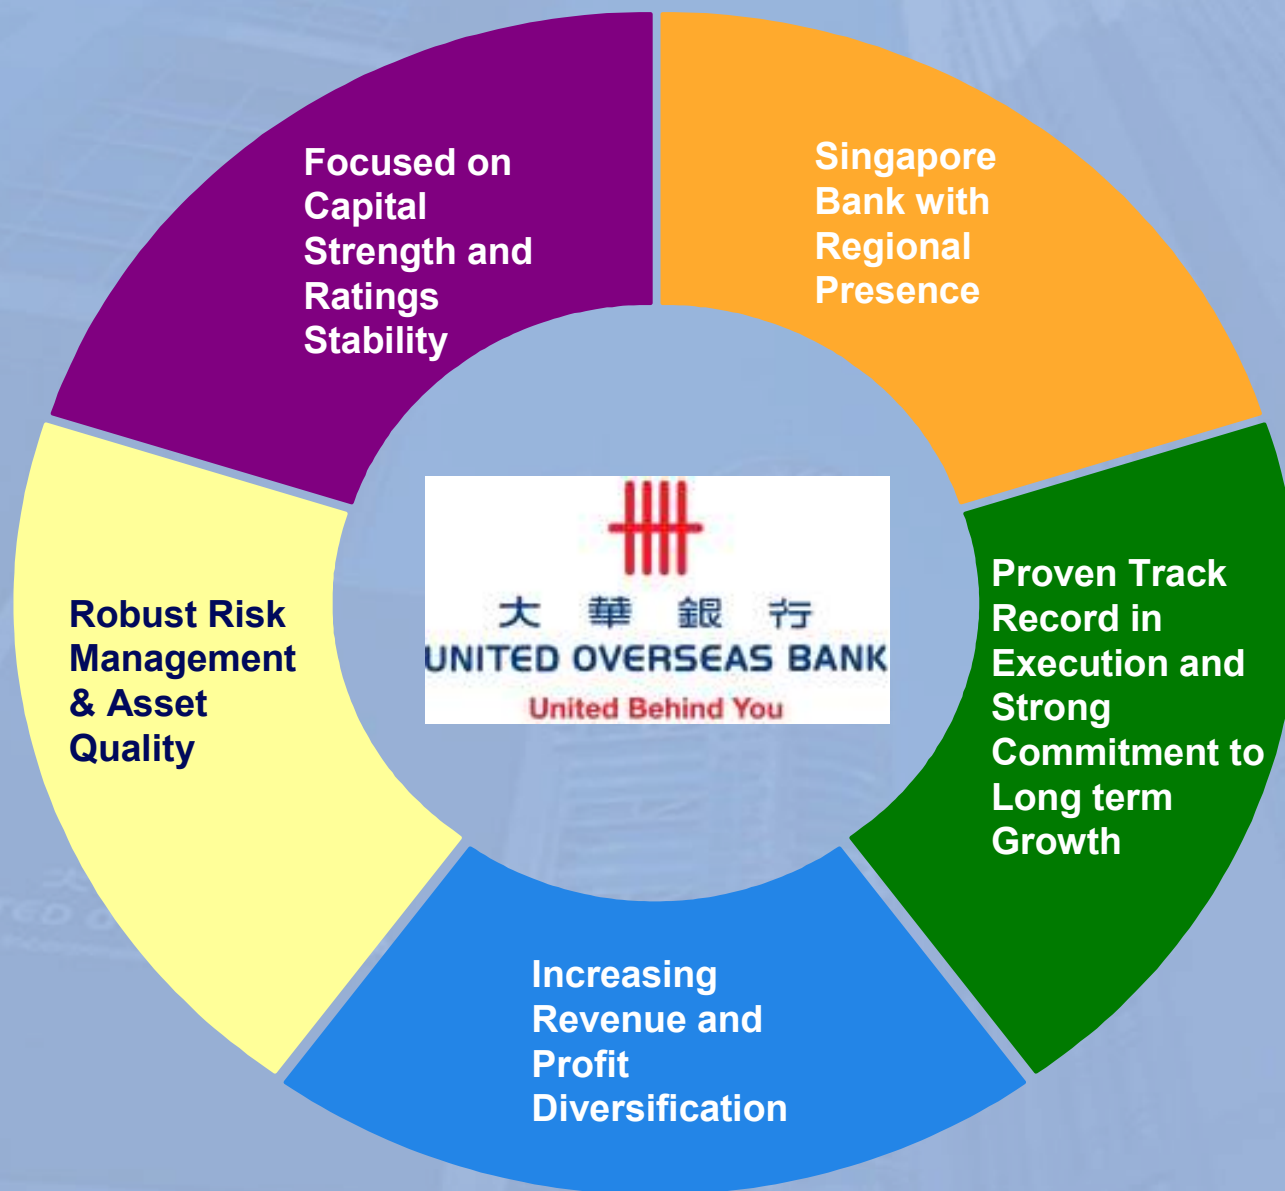 Focused on
Capital
Strength and
Ratings
Stability
Singapore
Bank with
Regional
Presence
Proven Track
Record in
Execution and
Strong
Commitment to
Long term
Growth
Increasing
Revenue and
Profit
Diversification
Robust Risk
Management
& Asset
Quality
大華銀行
UNITED OVERSEAS BANK
United Behind You